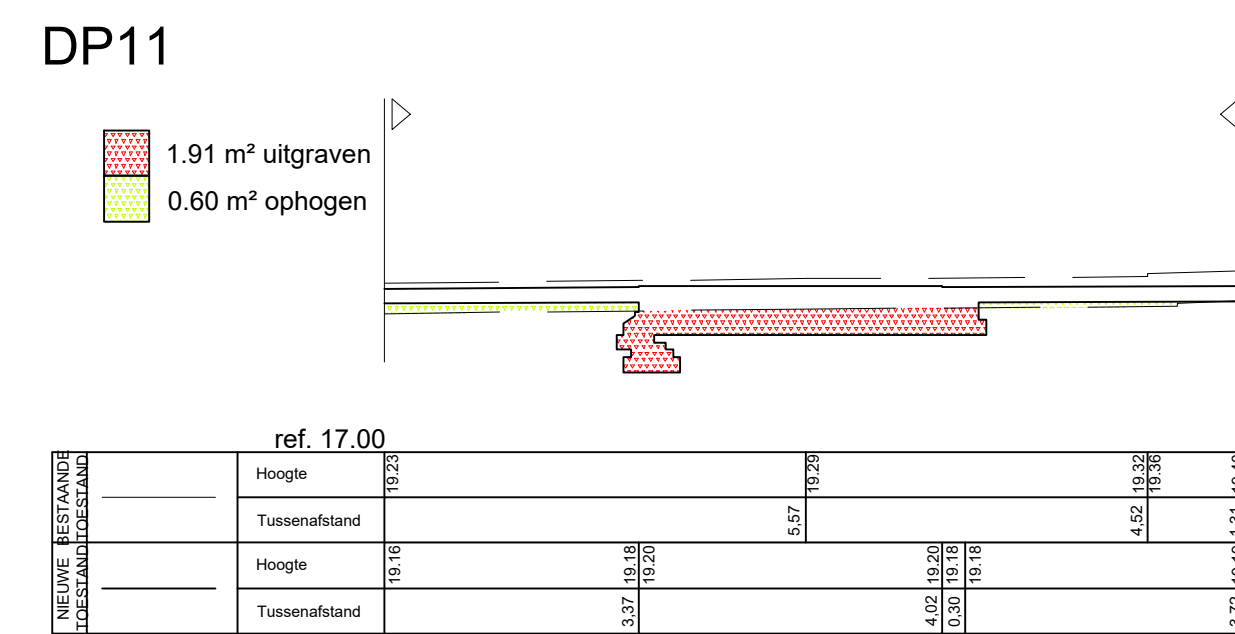 DP11
1.91 m² uitgraven
0.60 m² ophogen
ref. 17.00
BESTAANDE TOESTAND
Hoogte 19.23 19.29 19.32 19.36
Tussenafstand 5,57 4,52
NIEUWE TOESTAND
Hoogte 19.16 19.18 19.20 19.20 19.18 19.18
Tussenafstand 3,37 4,02 0,30